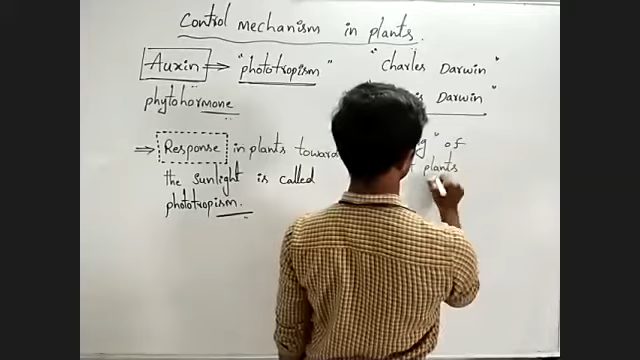 Control mechanism in plants.
Auxin → "phototropism"
phytohormone
⇒ Response in plants
the sunlight is called
phototropism.
"Charles Darwin"
Darwin"
" of
plants